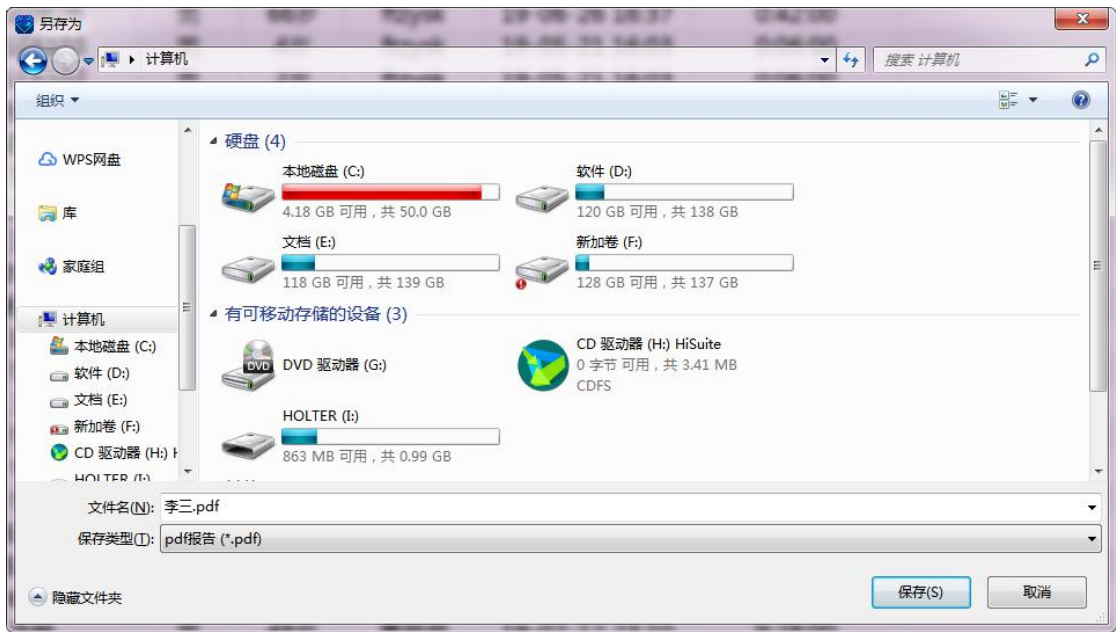 另存为
计算机
搜索 计算机
组织
WPS网盘
库
家庭组
计算机
本地磁盘 (C:)
软件 (D:)
文档 (E:)
新加卷 (F:)
CD 驱动器 (H:) H
HOLTER (I:)
硬盘 (4)
本地磁盘 (C:)
4.18 GB 可用,共 50.0 GB
软件 (D:)
120 GB 可用,共 138 GB
文档 (E:)
118 GB 可用,共 139 GB
新加卷 (F:)
128 GB 可用,共 137 GB
有可移动存储的设备 (3)
DVD
DVD 驱动器 (G:)
CD 驱动器 (H:) HiSuite
0 字节 可用,共 3.41 MB
CDFS
HOLTER (I:)
863 MB 可用,共 0.99 GB
文件名(N): 李三.pdf
保存类型(T): pdf报告 (*.pdf)
隐藏文件夹
保存(S)
取消